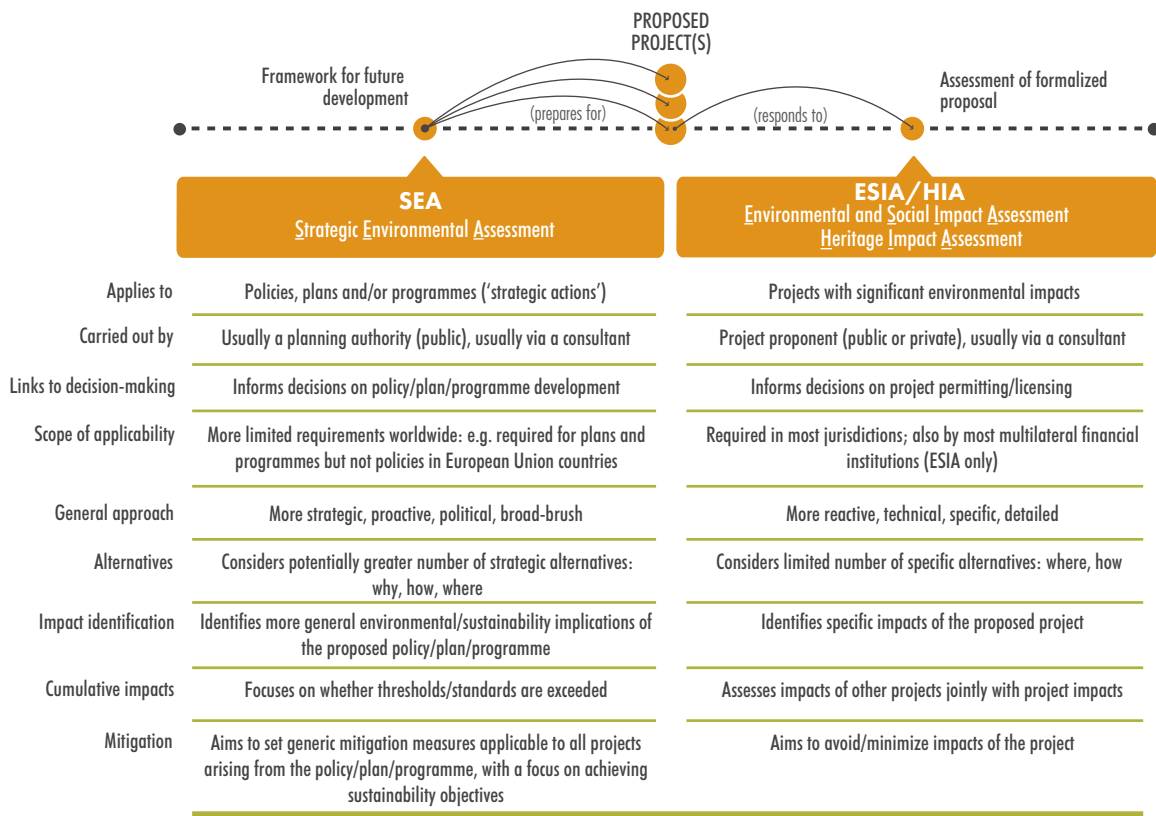 PROPOSED
PROJECT(S)
Framework for future
development
Assessment of formalized
proposal
(prepares for)
(responds to)
SEA
Strategic Environmental Assessment
ESIA/HIA
Environmental and Social Impact Assessment
Heritage Impact Assessment
Applies to
Policies, plans and/or programmes (‘strategic actions’)
Projects with significant environmental impacts
Carried out by
Usually a planning authority (public), usually via a consultant
Project proponent (public or private), usually via a consultant
Links to decision-making
Informs decisions on policy/plan/programme development
Informs decisions on project permitting/licensing
Scope of applicability
More limited requirements worldwide: e.g. required for plans and
programmes but not policies in European Union countries
Required in most jurisdictions; also by most multilateral financial
institutions (ESIA only)
General approach
More strategic, proactive, political, broad-brush
More reactive, technical, specific, detailed
Alternatives
Considers potentially greater number of strategic alternatives:
why, how, where
Considers limited number of specific alternatives: where, how
Impact identification
Identifies more general environmental/sustainability implications of
the proposed policy/plan/programme
Identifies specific impacts of the proposed project
Cumulative impacts
Focuses on whether thresholds/standards are exceeded
Assesses impacts of other projects jointly with project impacts
Mitigation
Aims to set generic mitigation measures applicable to all projects
arising from the policy/plan/programme, with a focus on achieving
sustainability objectives
Aims to avoid/minimize impacts of the project